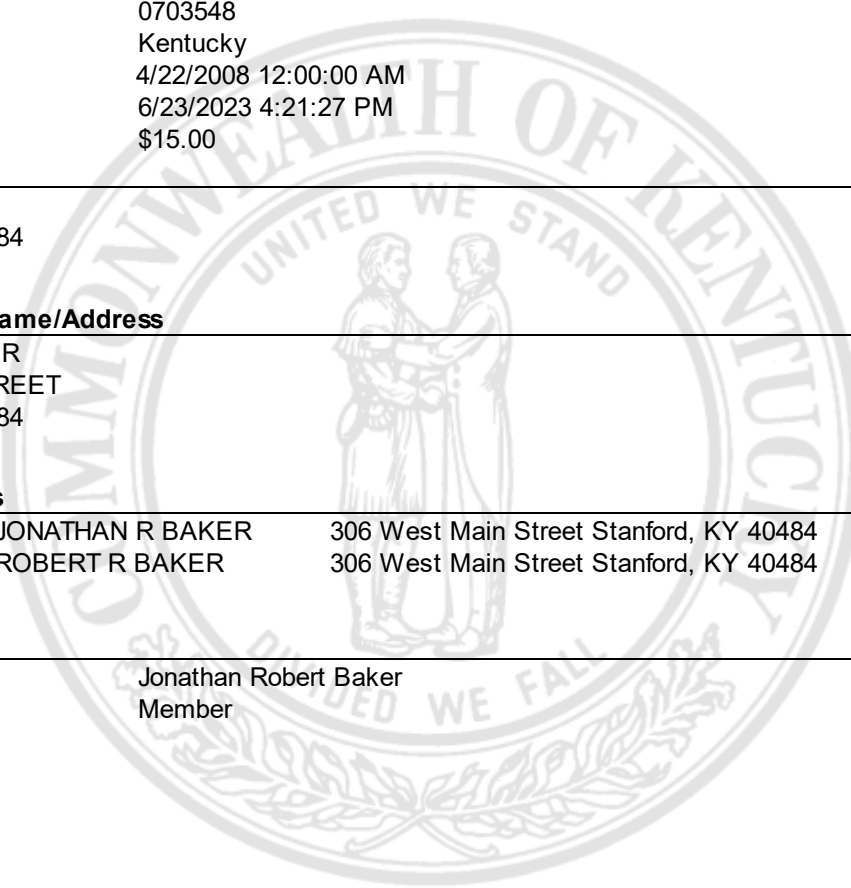 0703548
Kentucky
4/22/2008 12:00:00 AM
6/23/2023 4:21:27 PM
$15.00
84
ame/Address
R
REET
84
s
JONATHAN R BAKER 306 West Main Street Stanford, KY 40484
ROBERT R BAKER 306 West Main Street Stanford, KY 40484
Jonathan Robert Baker
Member
COMMONWEALTH OF KENTUCKY
UNITED WE STAND
DIVIDED WE FALL